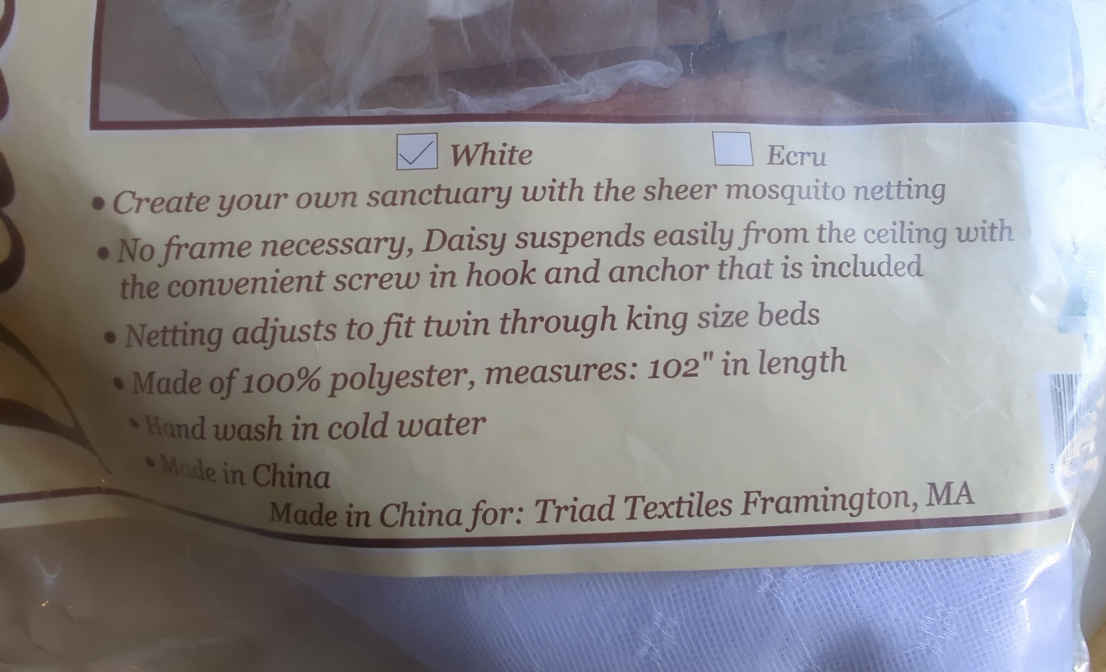 White
Ecru
• Create your own sanctuary with the sheer mosquito netting
• No frame necessary, Daisy suspends easily from the ceiling with
the convenient screw in hook and anchor that is included
• Netting adjusts to fit twin through king size beds
• Made of 100% polyester, measures: 102" in length
• Hand wash in cold water
• Made in China
Made in China for: Triad Textiles Framington, MA